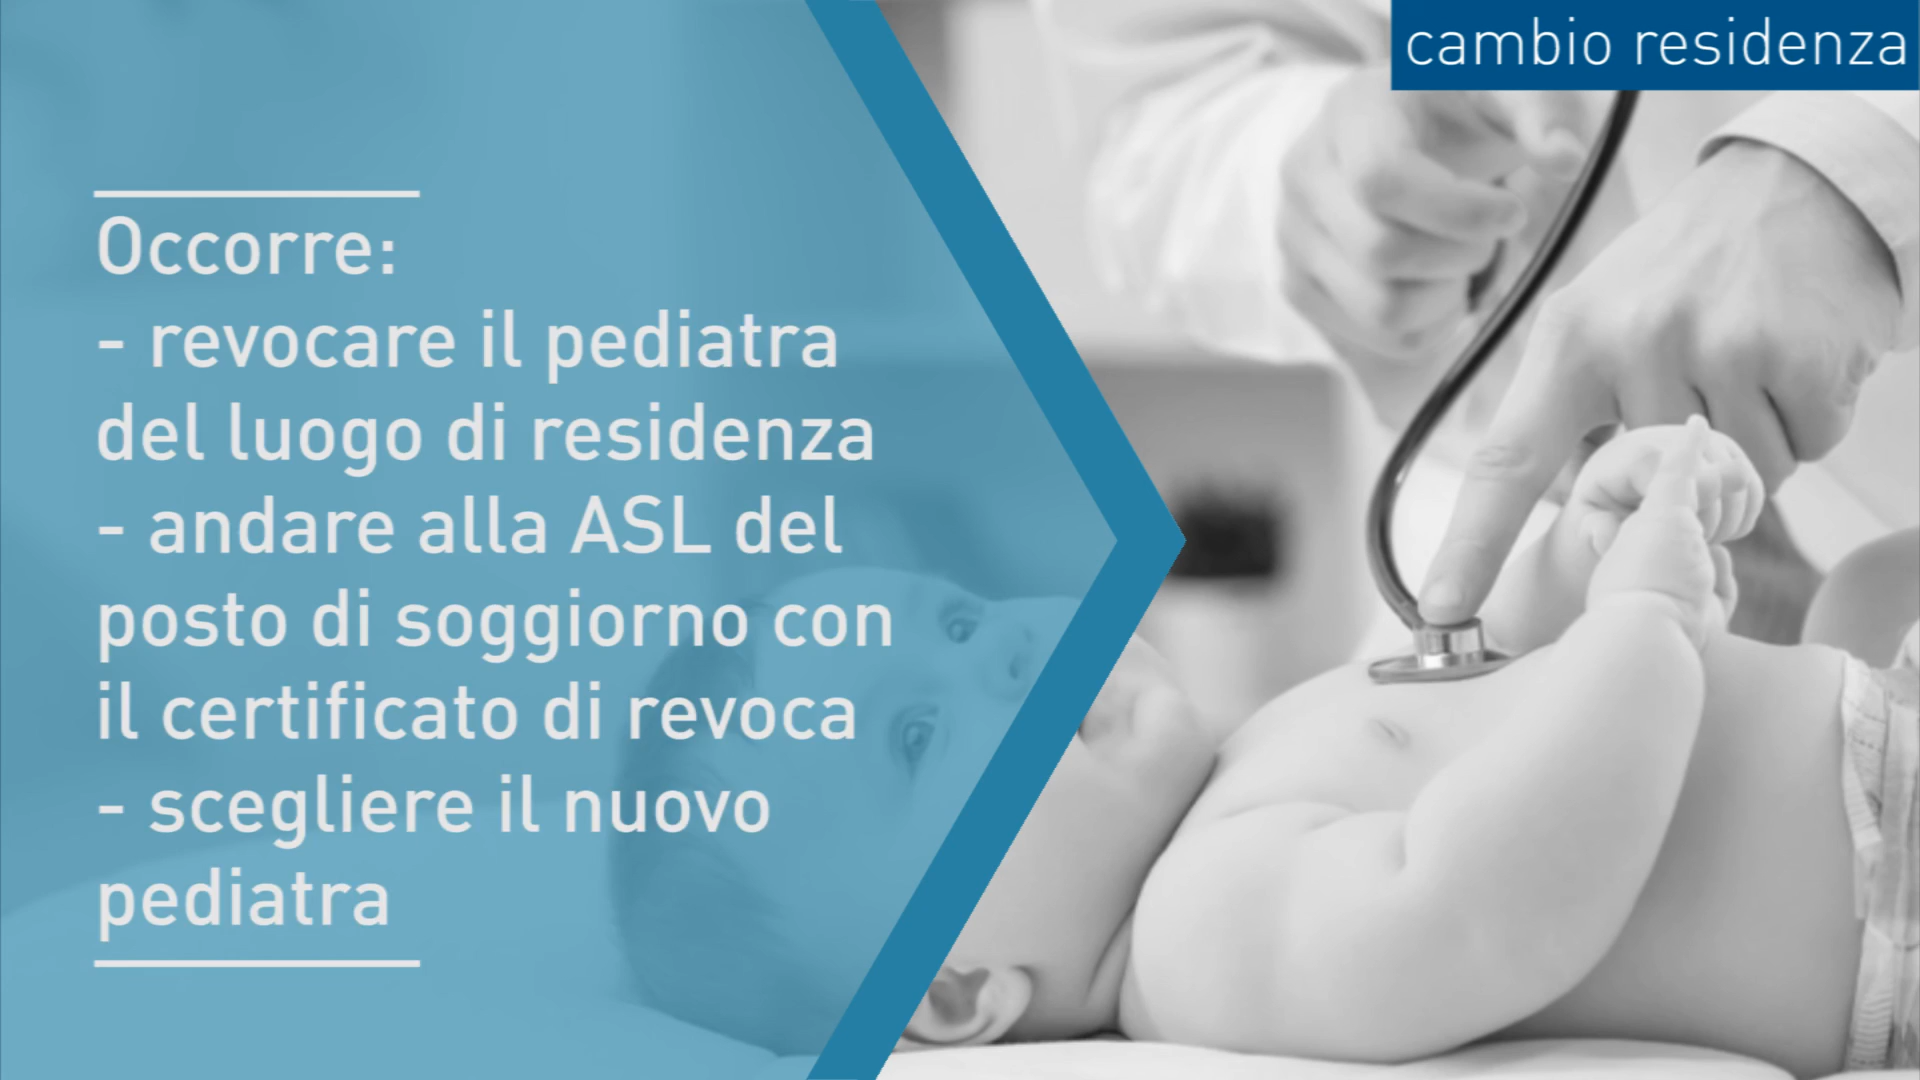 cambio residenza
Occorre:
- revocare il pediatra
del luogo di residenza
- andare alla ASL del
posto di soggiorno con
il certificato di revoca
- scegliere il nuovo
pediatra